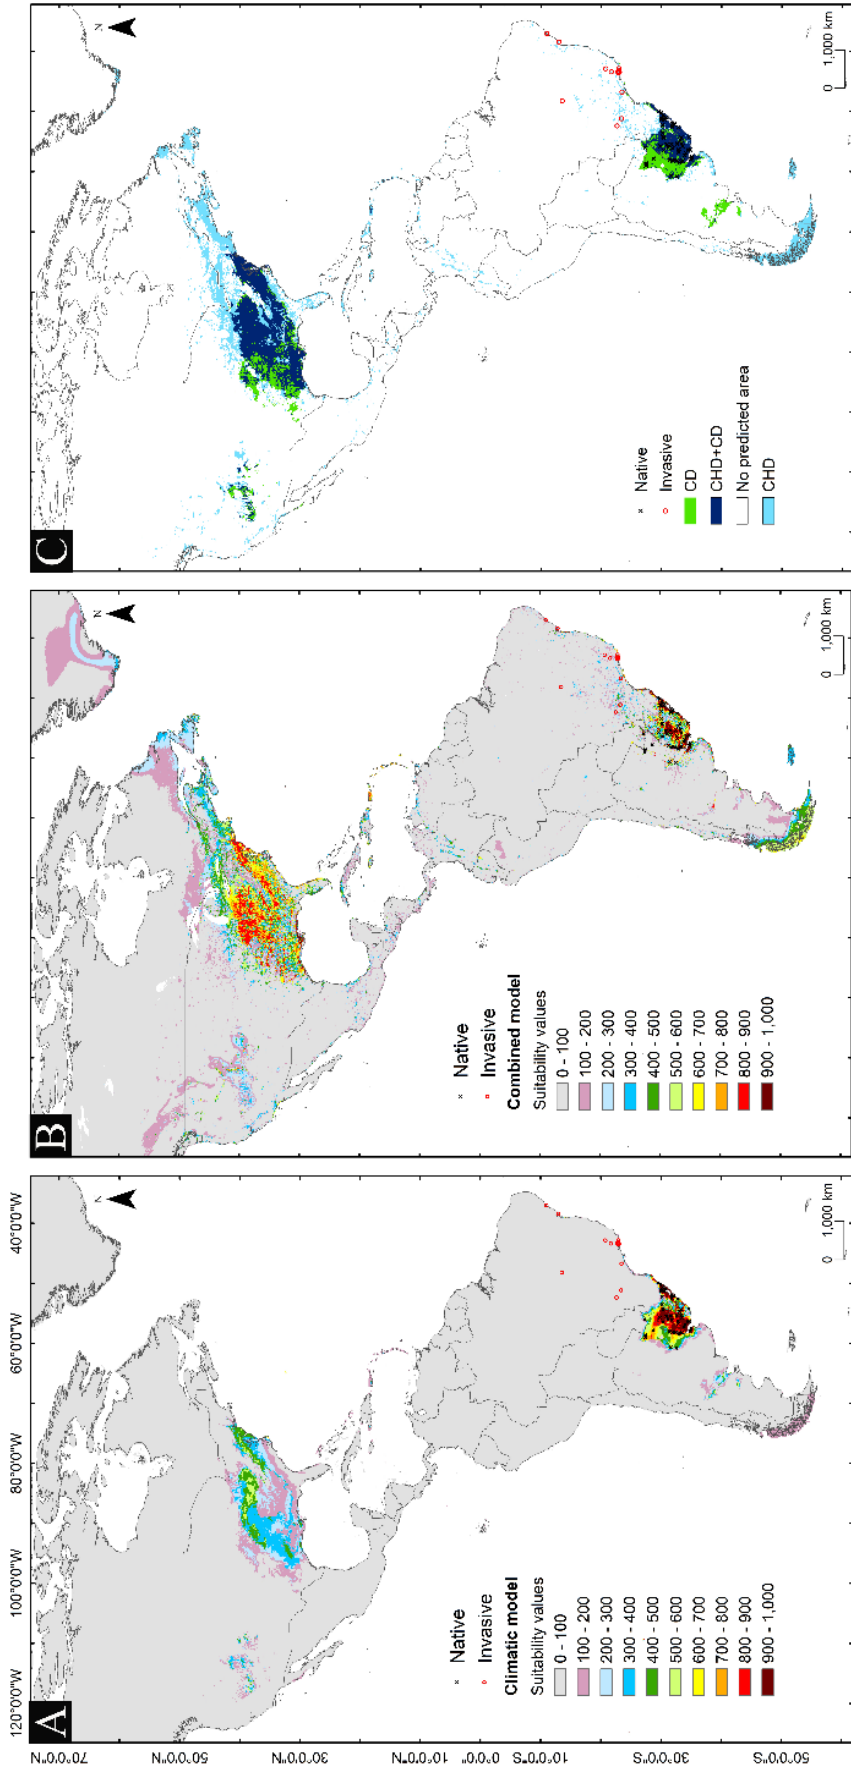 A
120°0'0"W
100°0'0"W
80°0'0"W
60°0'0"W
40°0'0"W
70°0'0"N
50°0'0"N
30°0'0"N
10°0'0"N
0°0'0"
10°0'0"S
30°0'0"S
50°0'0"S
N
Native
Invasive
Climatic model
Suitability values
0 - 100
100 - 200
200 - 300
300 - 400
400 - 500
500 - 600
600 - 700
700 - 800
800 - 900
900 - 1,000
0 1,000 km
B
N
Native
Invasive
Combined model
Suitability values
0 - 100
100 - 200
200 - 300
300 - 400
400 - 500
500 - 600
600 - 700
700 - 800
800 - 900
900 - 1,000
0 1,000 km
C
N
Native
Invasive
CD
CHD+CD
No predicted area
CHD
0 1,000 km